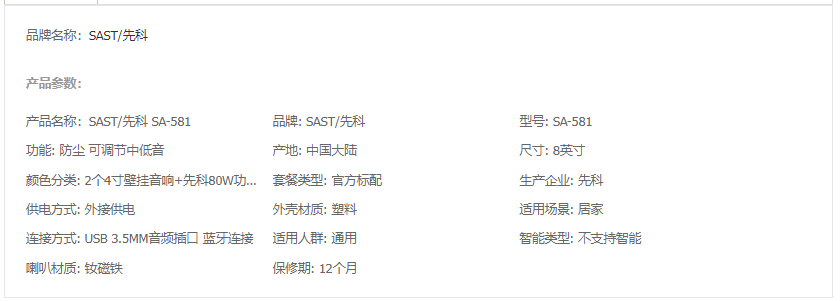 品牌名称：SAST/先科
产品参数：
产品名称：SAST/先科 SA-581 品牌: SAST/先科 型号: SA-581
功能: 防尘 可调节中低音 产地: 中国大陆 尺寸: 8英寸
颜色分类: 2个4寸壁挂音响+先科80W功... 套餐类型: 官方标配 生产企业: 先科
供电方式: 外接供电 外壳材质: 塑料 适用场景: 居家
连接方式: USB 3.5MM音频插口 蓝牙连接 适用人群: 通用 智能类型: 不支持智能
喇叭材质: 钕磁铁 保修期: 12个月